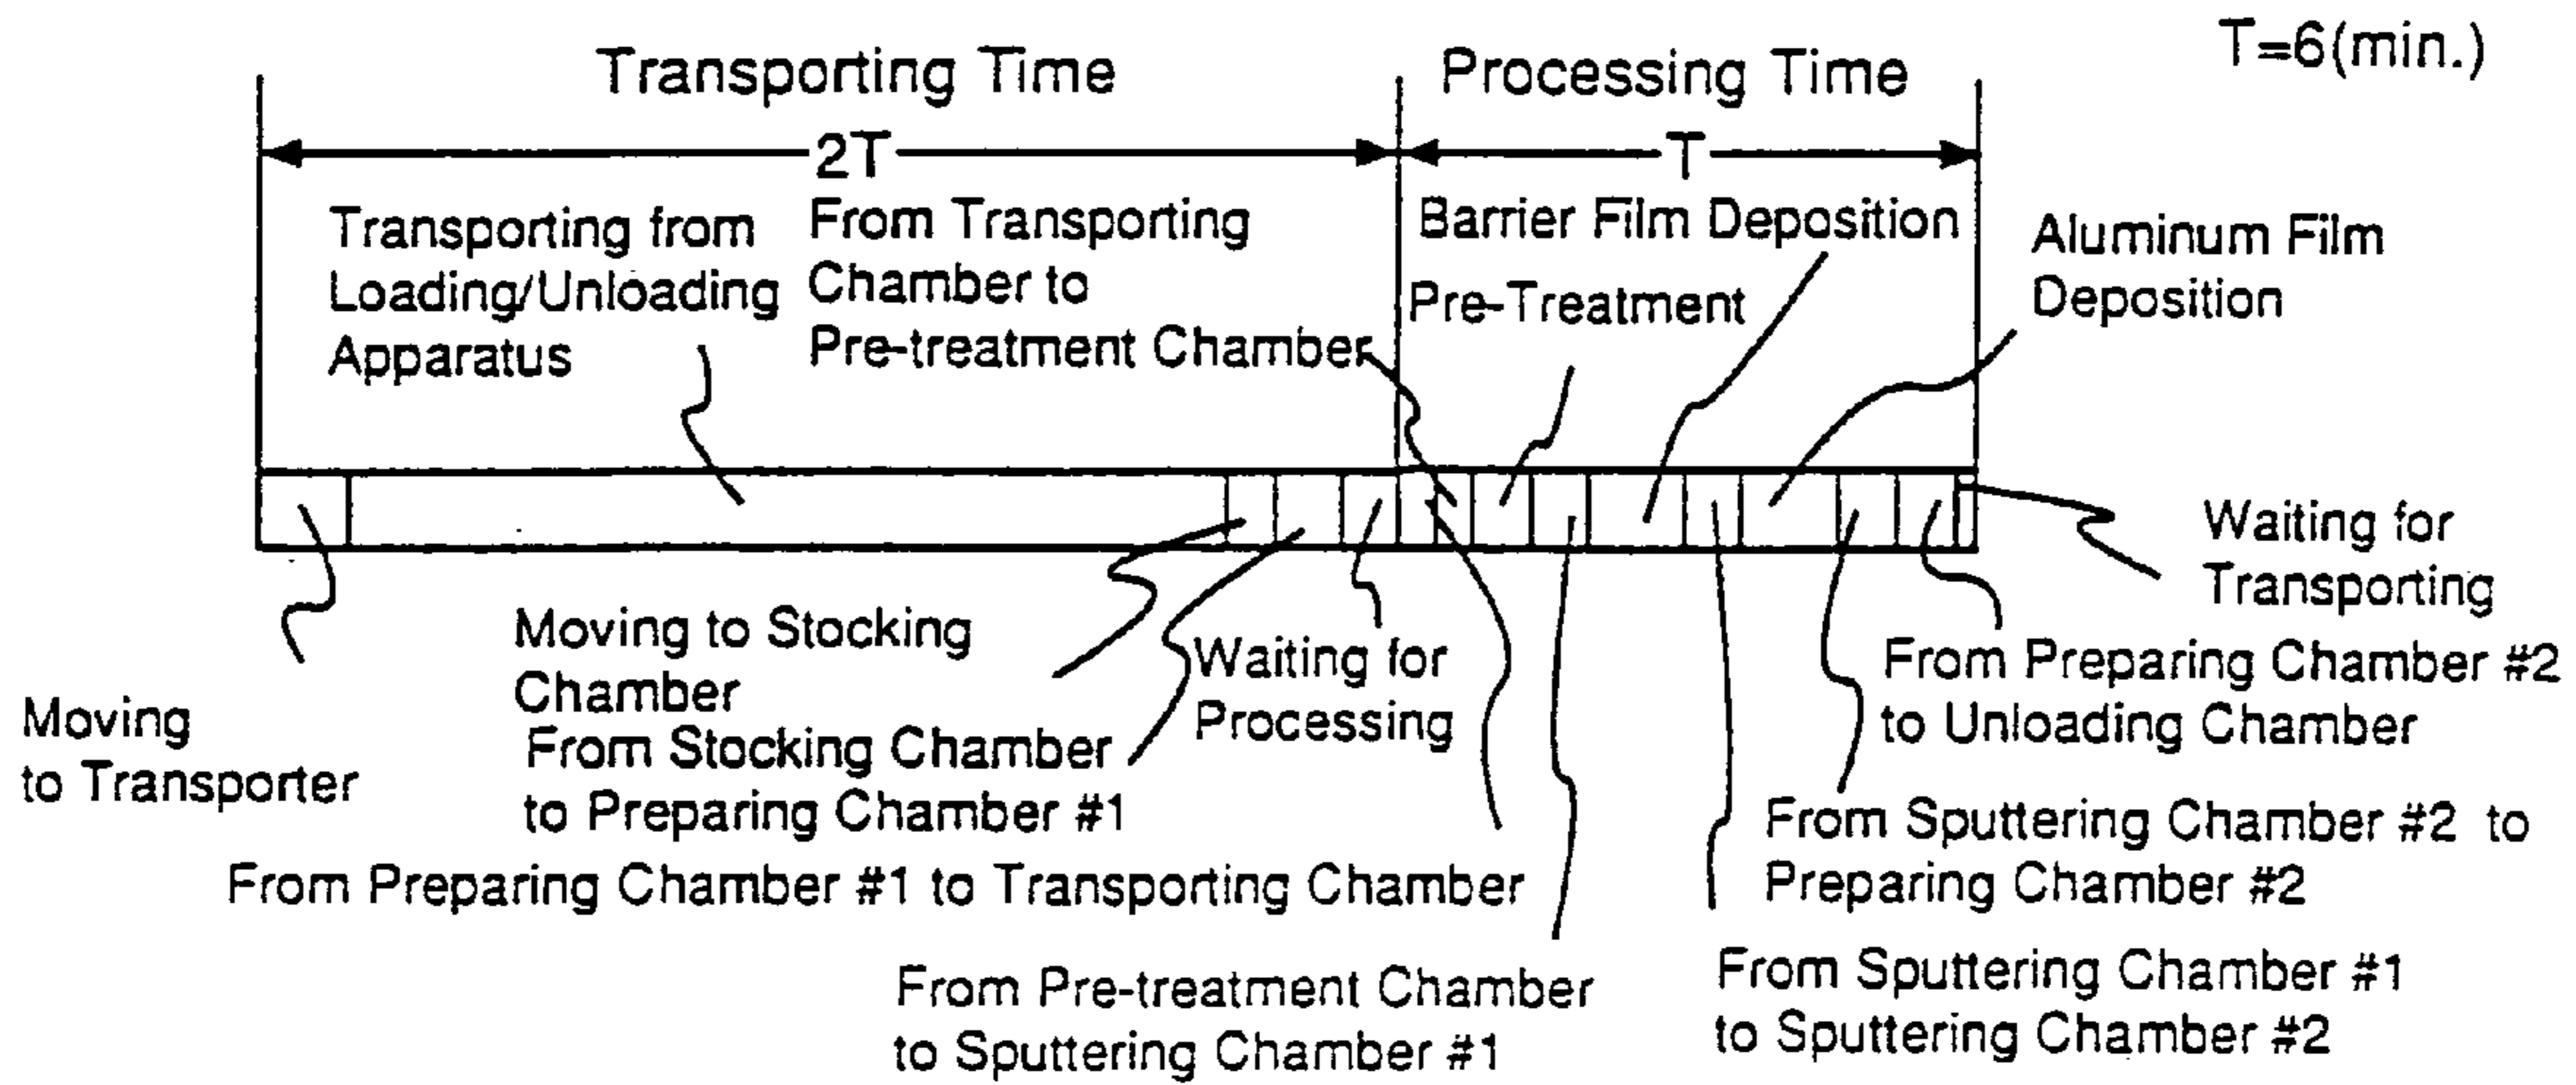 T=6(min.)
Transporting Time
Processing Time
2T
T
Transporting from
Loading/Unloading
Apparatus
From Transporting
Chamber to
Pre-treatment Chamber
Barrier Film Deposition
Pre-Treatment
Aluminum Film
Deposition
Moving
to Transporter
Moving to Stocking
Chamber
From Stocking Chamber
to Preparing Chamber #1
Waiting for
Processing
From Preparing Chamber #1 to Transporting Chamber
From Pre-treatment Chamber
to Sputtering Chamber #1
From Sputtering Chamber #1
to Sputtering Chamber #2
From Sputtering Chamber #2 to
Preparing Chamber #2
From Preparing Chamber #2
to Unloading Chamber
Waiting for
Transporting